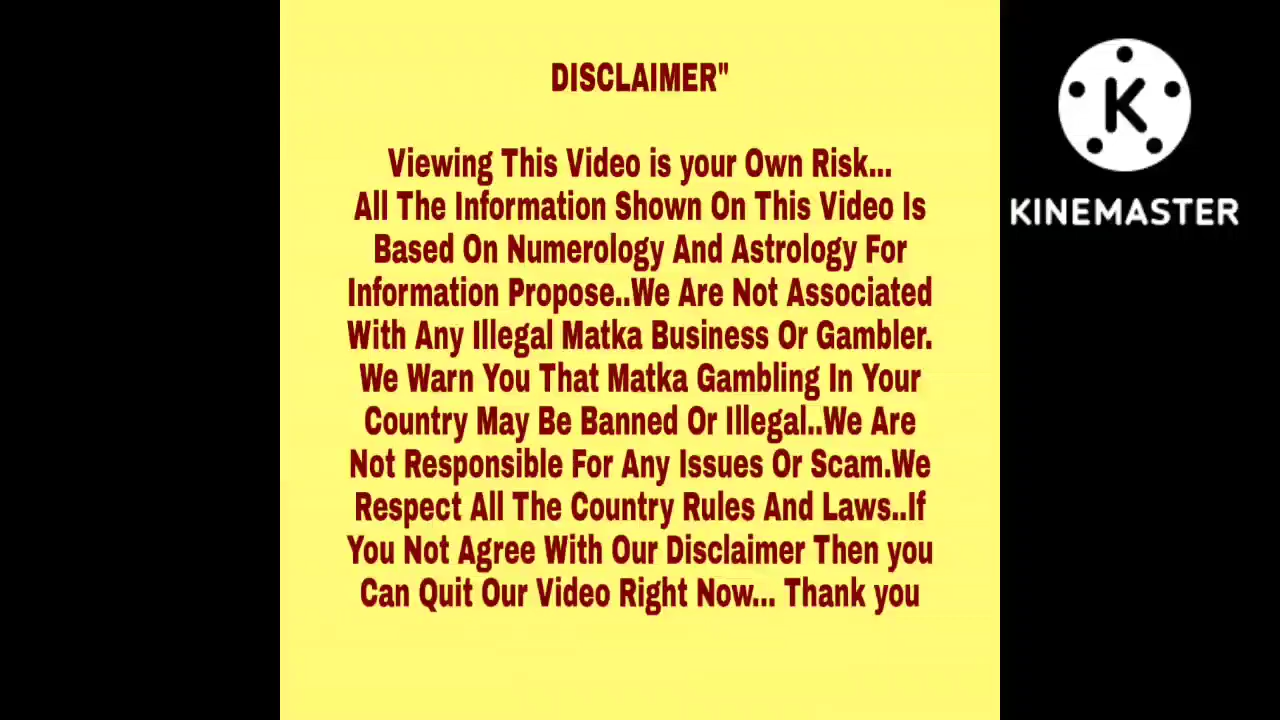 DISCLAIMER"
Viewing This Video is your Own Risk...
All The Information Shown On This Video Is
Based On Numerology And Astrology For
Information Propose..We Are Not Associated
With Any Illegal Matka Business Or Gambler.
We Warn You That Matka Gambling In Your
Country May Be Banned Or Illegal..We Are
Not Responsible For Any Issues Or Scam.We
Respect All The Country Rules And Laws..If
You Not Agree With Our Disclaimer Then you
Can Quit Our Video Right Now... Thank you
K
KINEMASTER